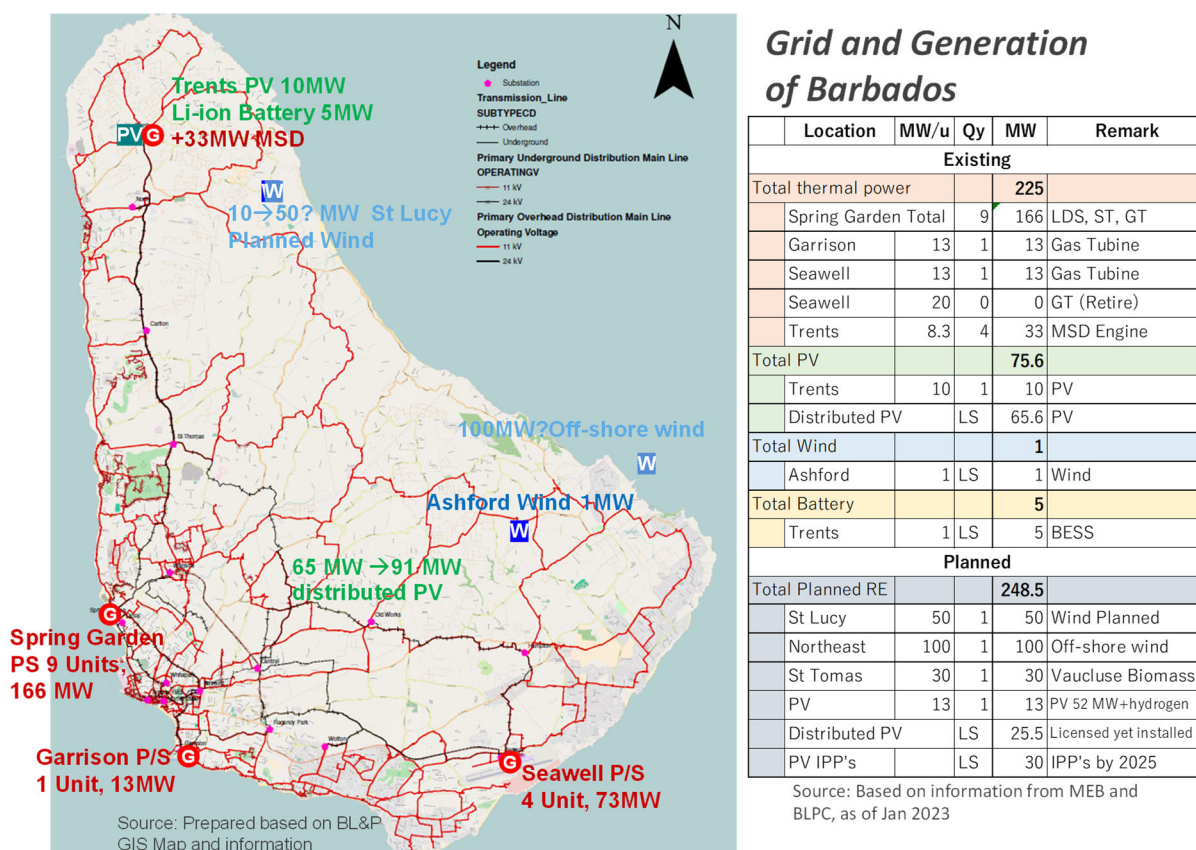 Grid and Generation
of Barbados
N
Legend
Substation
Transmission_Line
SUBTYPECD
Overhead
Underground
Primary Underground Distribution Main Line
OPERATINGV
11 kV
24 kV
Primary Overhead Distribution Main Line
Operating Voltage
11 kV
24 kV
Trents PV 10MW
Li-ion Battery 5MW
+33MW MSD
PV G
W
10→50? MW St Lucy
Planned Wind
Carlton
St Thomas
100MW?Off-shore wind
W
Ashford Wind 1MW
W
65 MW →91 MW
distributed PV
G
Spring Garden
PS 9 Units,
166 MW
Central
Regency Park
Wotton
Garrison P/S
1 Unit, 13MW
G
G
Seawell P/S
4 Unit, 73MW
Source: Prepared based on BL&P
GIS Map and information
Location MW/u Qy MW Remark
Existing
Total thermal power 225
Spring Garden Total 9 166 LDS, ST, GT
Garrison 13 1 13 Gas Tubine
Seawell 13 1 13 Gas Tubine
Seawell 20 0 0 GT (Retire)
Trents 8.3 4 33 MSD Engine
Total PV 75.6
Trents 10 1 10 PV
Distributed PV LS 65.6 PV
Total Wind 1
Ashford 1 LS 1 Wind
Total Battery 5
Trents 1 LS 5 BESS
Planned
Total Planned RE 248.5
St Lucy 50 1 50 Wind Planned
Northeast 100 1 100 Off-shore wind
St Tomas 30 1 30 Vaucluse Biomass
PV 13 1 13 PV 52 MW+hydrogen
Distributed PV LS 25.5 Licensed yet installed
PV IPP's LS 30 IPP's by 2025
Source: Based on information from MEB and
BLPC, as of Jan 2023